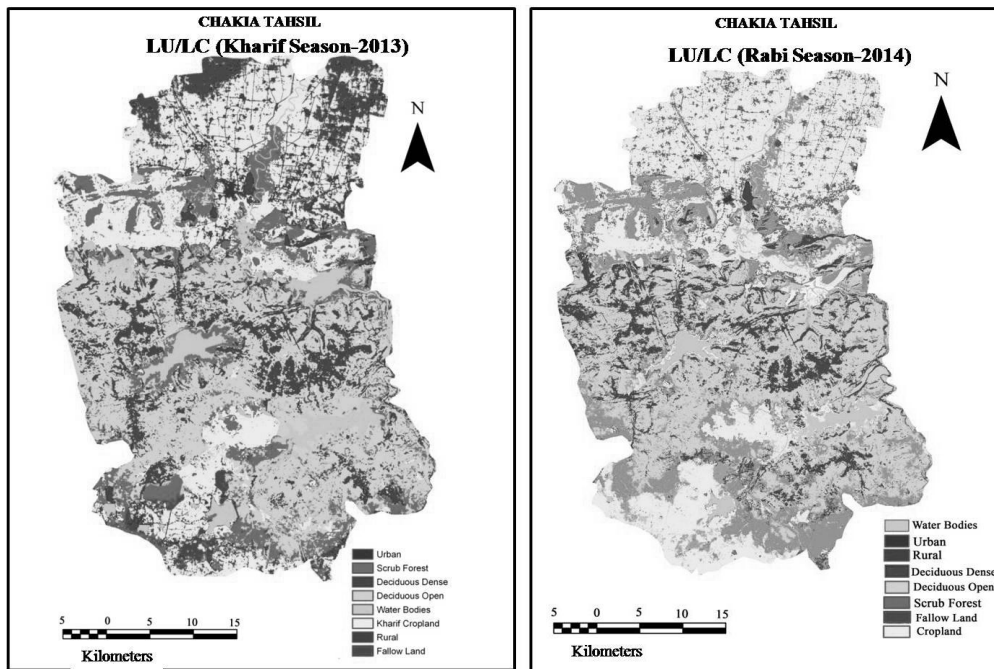 CHAKIA TAHSIL
LU/LC (Kharif Season-2013)
N
Urban
Scrub Forest
Deciduous Dense
Deciduous Open
Water Bodies
Kharif Cropland
Rural
Fallow Land
5 0 5 10 15
Kilometers
CHAKIA TAHSIL
LU/LC (Rabi Season-2014)
N
Water Bodies
Urban
Rural
Deciduous Dense
Deciduous Open
Scrub Forest
Fallow Land
Cropland
5 0 5 10 15
Kilometers